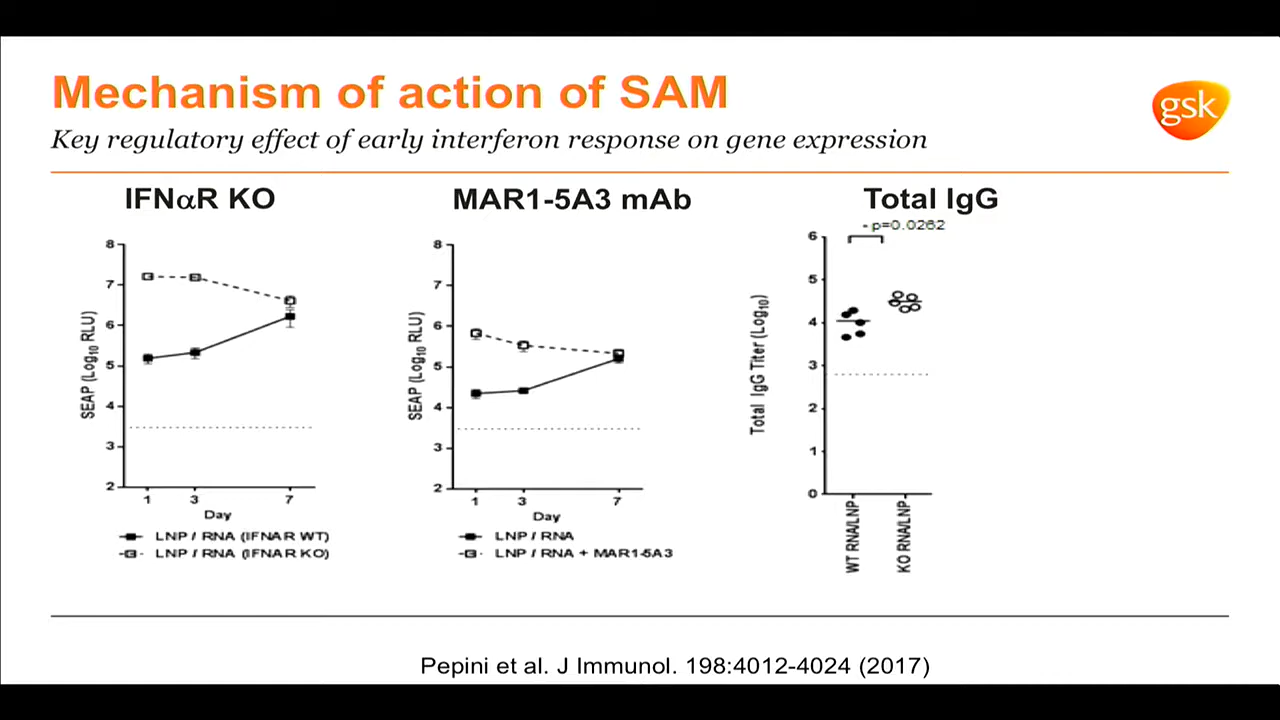 Mechanism of action of SAM
gsk
Key regulatory effect of early interferon response on gene expression
IFNαR KO
MAR1-5A3 mAb
Total IgG
8
7
6
5
4
3
2
SEAP (Log10 RLU)
1
3
7
Day
LNP / RNA (IFNAR WT)
LNP / RNA (IFNAR KO)
8
7
6
5
4
3
2
SEAP (Log10 RLU)
1
3
7
Day
LNP / RNA
LNP / RNA + MAR1-5A3
- p=0.0262
6
5
4
3
2
1
0
Total IgG Titer (Log10)
WT RNA/LNP
KO RNA/LNP
Pepini et al. J Immunol. 198:4012-4024 (2017)